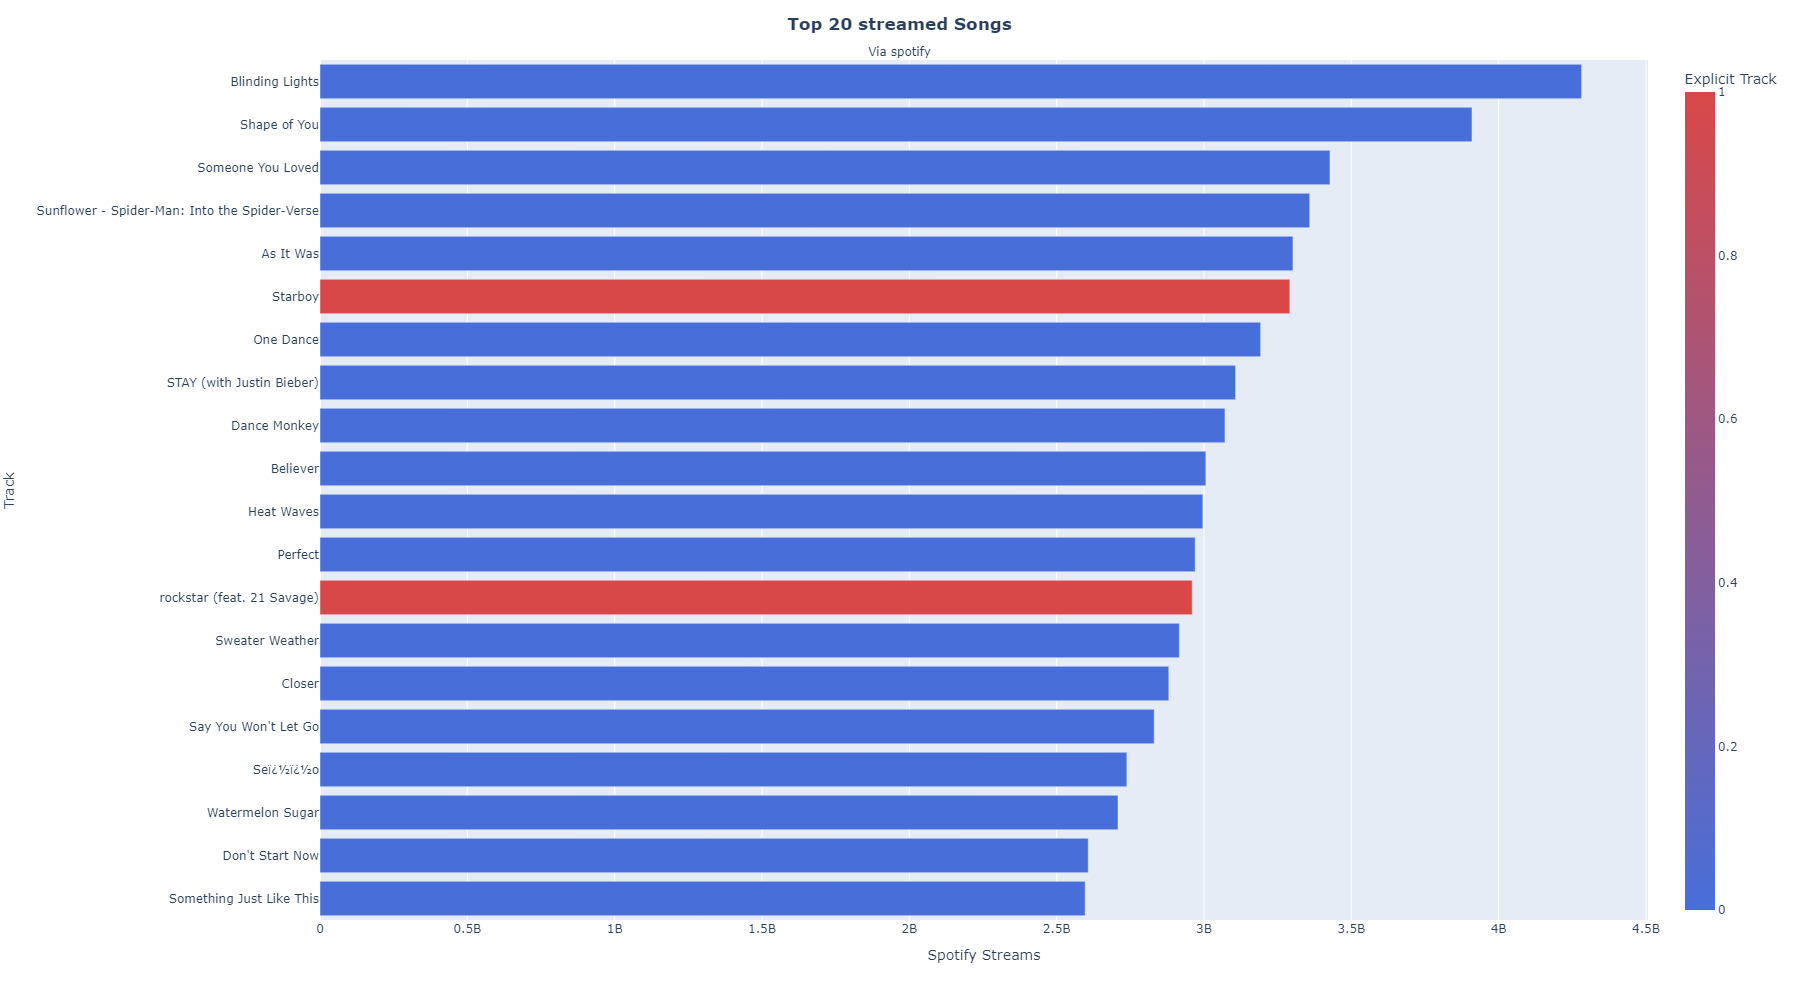 Top 20 streamed Songs
Via spotify
Explicit Track
1
0.8
0.6
0.4
0.2
0
Track
Blinding Lights
Shape of You
Someone You Loved
Sunflower - Spider-Man: Into the Spider-Verse
As It Was
Starboy
One Dance
STAY (with Justin Bieber)
Dance Monkey
Believer
Heat Waves
Perfect
rockstar (feat. 21 Savage)
Sweater Weather
Closer
Say You Won't Let Go
Seï¿½ï¿½o
Watermelon Sugar
Don't Start Now
Something Just Like This
0 0.5B 1B 1.5B 2B 2.5B 3B 3.5B 4B 4.5B
Spotify Streams